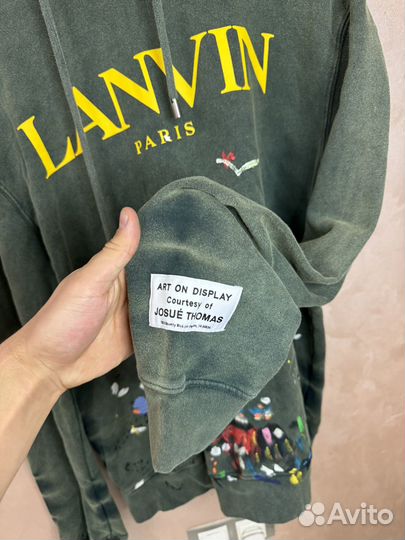 LANVIN
PARIS
ART ON DISPLAY
Courtesy of
JOSUÉ THOMAS
Avito